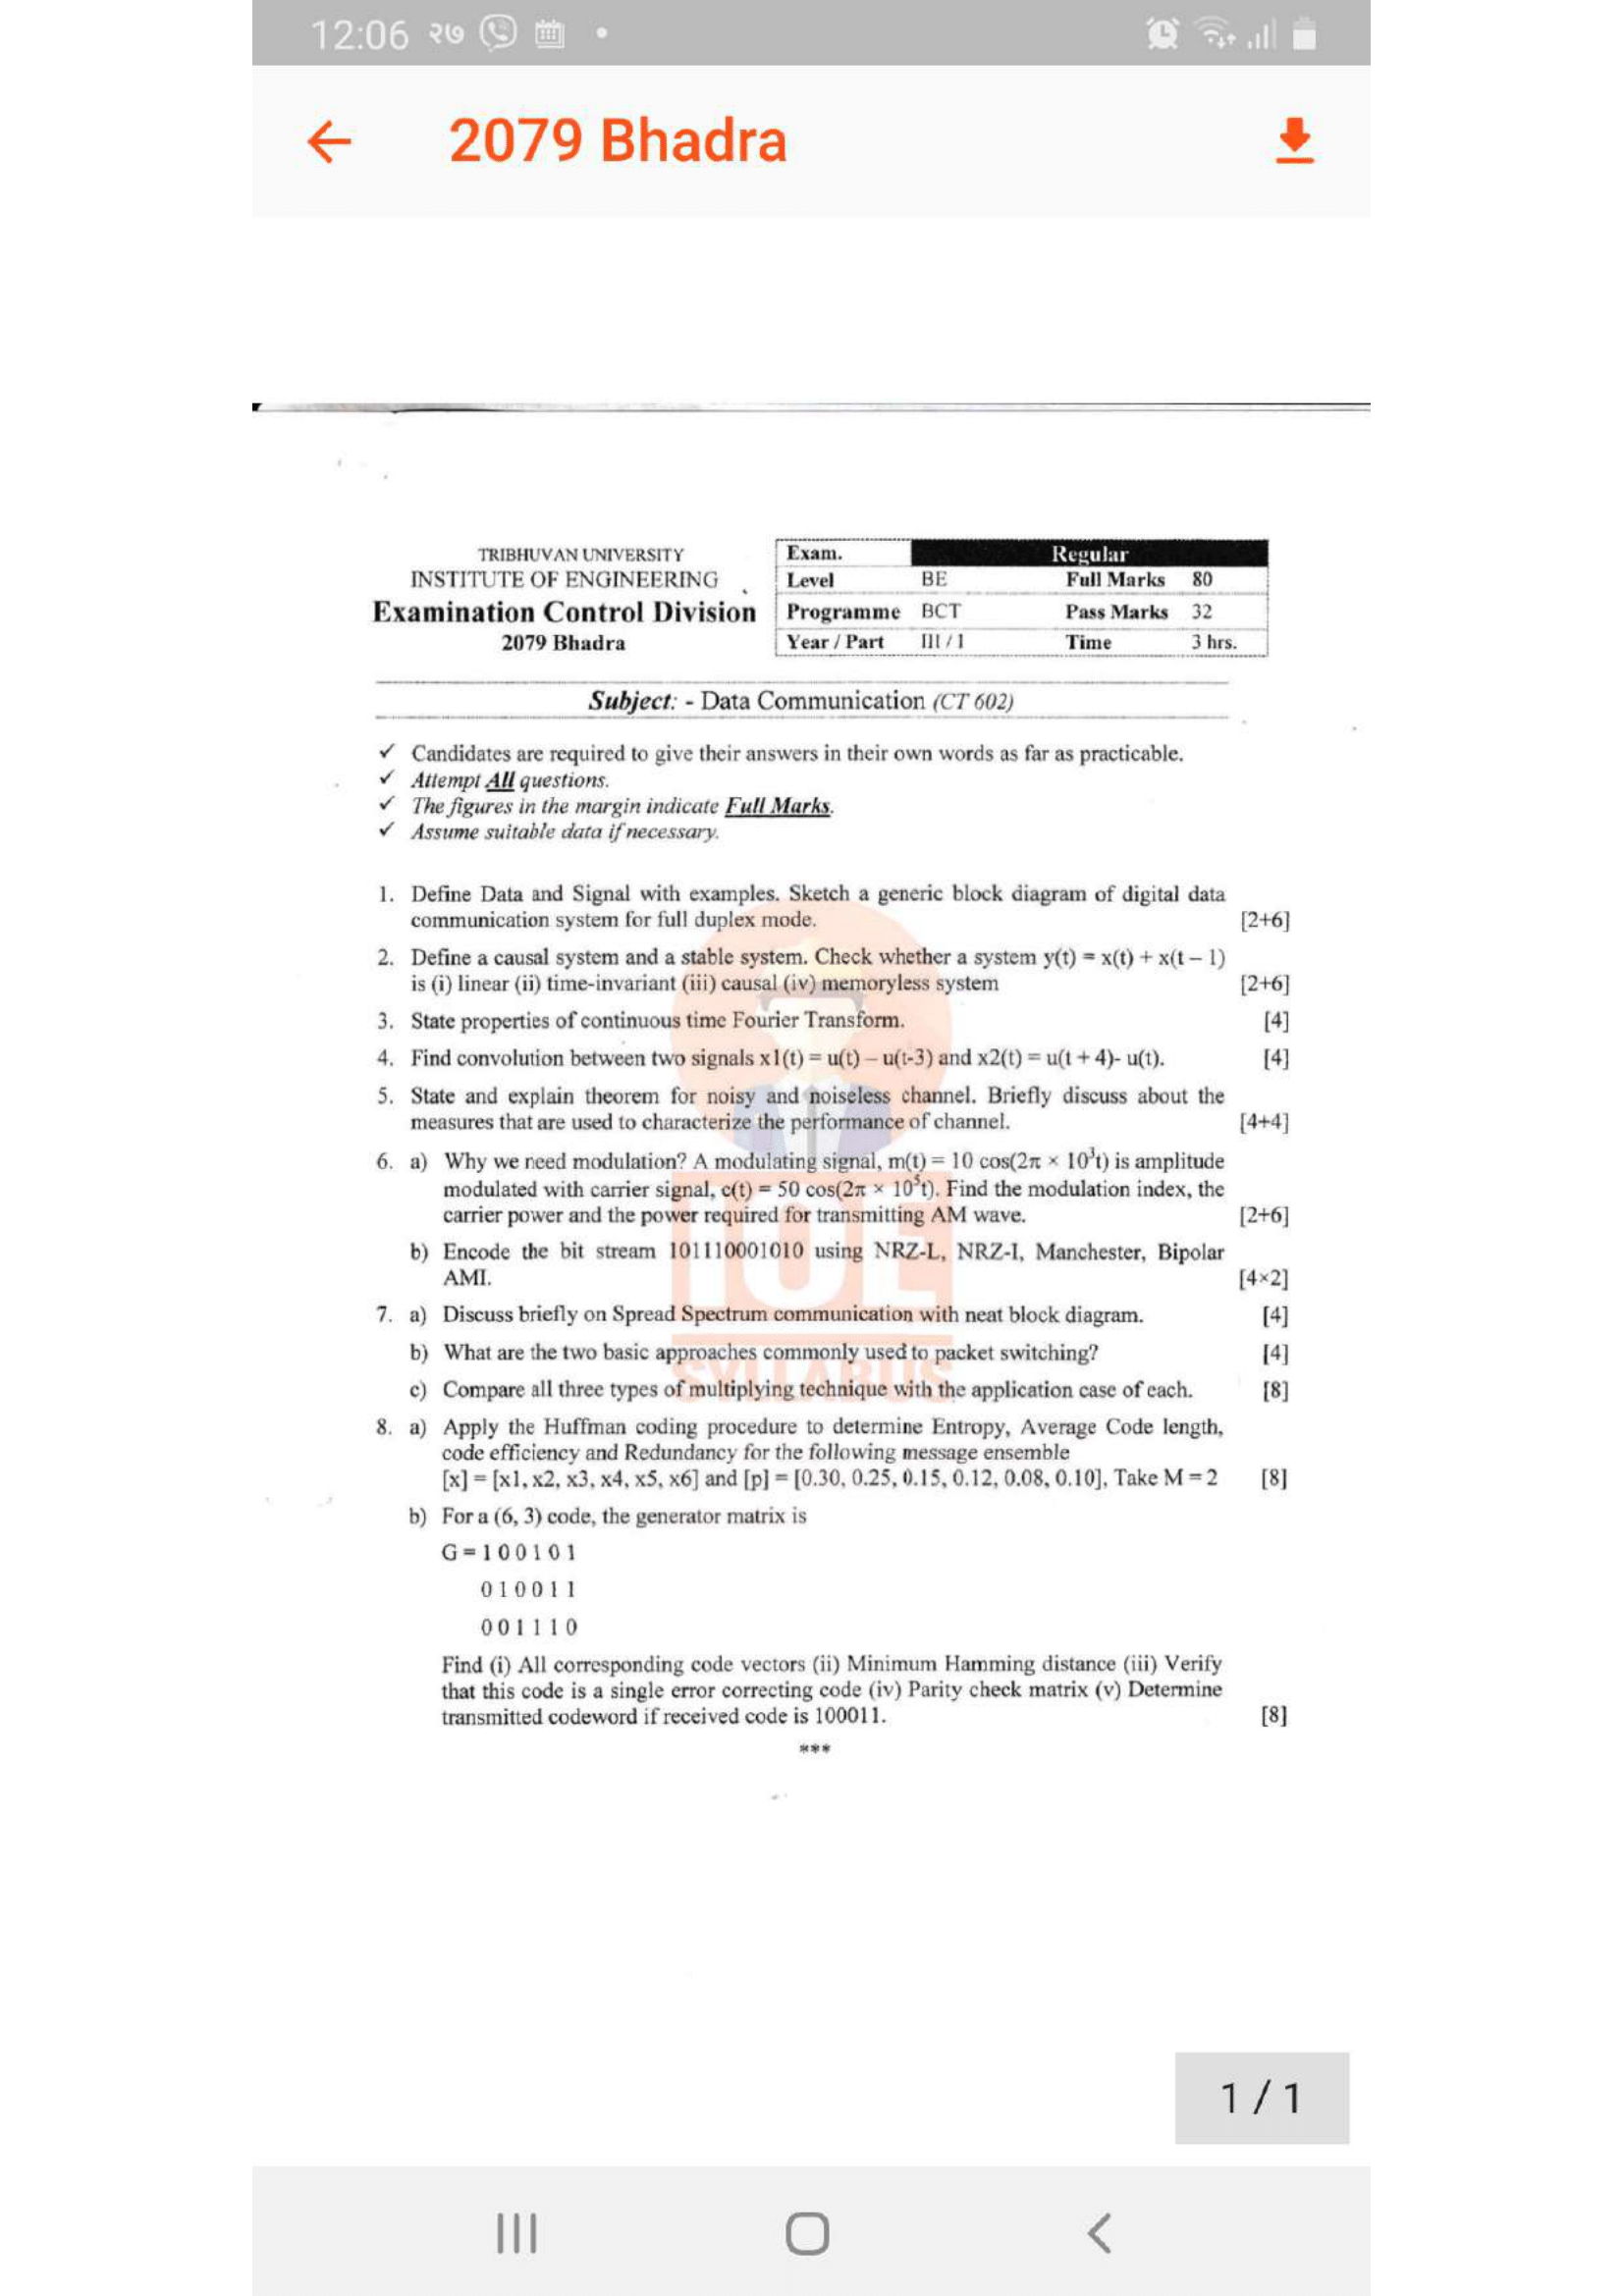 12:06 २७
2079 Bhadra
TRIBHUVAN UNIVERSITY
INSTITUTE OF ENGINEERING
Examination Control Division
2079 Bhadra
Exam. Regular
Level BE Full Marks 80
Programme BCT Pass Marks 32
Year / Part III / I Time 3 hrs.
Subject: - Data Communication (CT 602)
✓ Candidates are required to give their answers in their own words as far as practicable.
✓ Attempt All questions.
✓ The figures in the margin indicate Full Marks.
✓ Assume suitable data if necessary.
1. Define Data and Signal with examples. Sketch a generic block diagram of digital data
communication system for full duplex mode. [2+6]
2. Define a causal system and a stable system. Check whether a system y(t) = x(t) + x(t – 1)
is (i) linear (ii) time-invariant (iii) causal (iv) memoryless system [2+6]
3. State properties of continuous time Fourier Transform. [4]
4. Find convolution between two signals x1(t) = u(t) – u(t-3) and x2(t) = u(t + 4)- u(t). [4]
5. State and explain theorem for noisy and noiseless channel. Briefly discuss about the
measures that are used to characterize the performance of channel. [4+4]
6. a) Why we need modulation? A modulating signal, m(t) = 10 cos(2π × 10³t) is amplitude
modulated with carrier signal, c(t) = 50 cos(2π × 10⁵t). Find the modulation index, the
carrier power and the power required for transmitting AM wave. [2+6]
b) Encode the bit stream 101110001010 using NRZ-L, NRZ-I, Manchester, Bipolar
AMI. [4×2]
7. a) Discuss briefly on Spread Spectrum communication with neat block diagram. [4]
b) What are the two basic approaches commonly used to packet switching? [4]
c) Compare all three types of multiplying technique with the application case of each. [8]
8. a) Apply the Huffman coding procedure to determine Entropy, Average Code length,
code efficiency and Redundancy for the following message ensemble
[x] = [x1, x2, x3, x4, x5, x6] and [p] = [0.30, 0.25, 0.15, 0.12, 0.08, 0.10], Take M = 2 [8]
b) For a (6, 3) code, the generator matrix is
G = 1 0 0 1 0 1
0 1 0 0 1 1
0 0 1 1 1 0
Find (i) All corresponding code vectors (ii) Minimum Hamming distance (iii) Verify
that this code is a single error correcting code (iv) Parity check matrix (v) Determine
transmitted codeword if received code is 100011. [8]
***
IOE
SYLLABUS
1 / 1